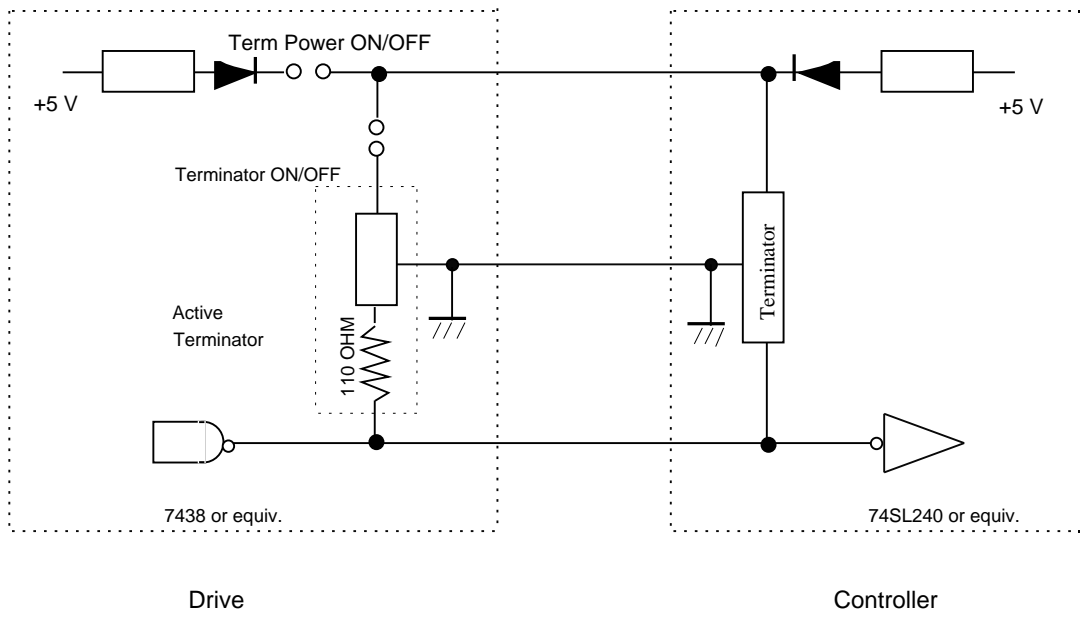 Term Power ON/OFF
+5 V
+5 V
Terminator ON/OFF
Terminator
Active
Terminator
110 OHM
7438 or equiv.
74SL240 or equiv.
Drive
Controller